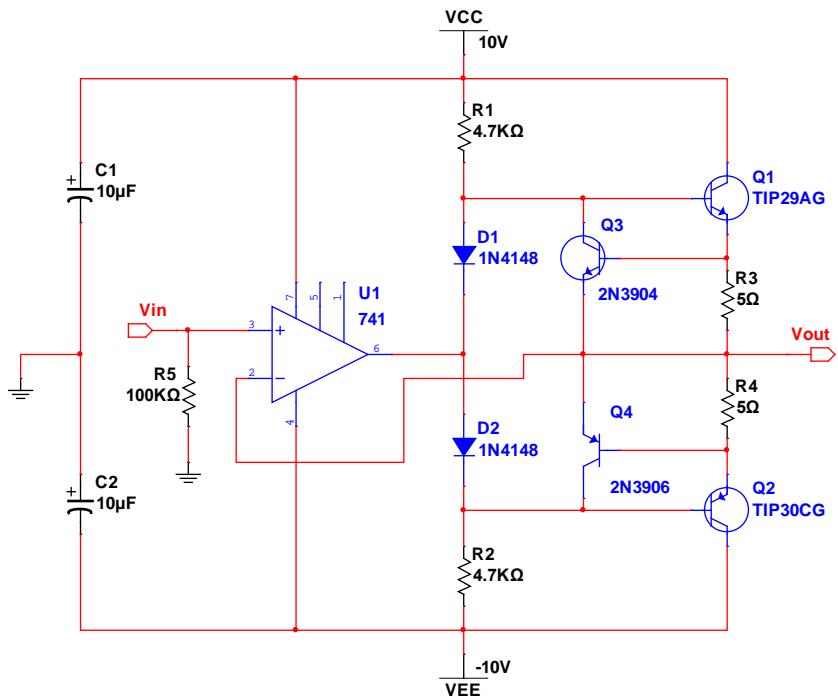 VCC
10V
R1
4.7KΩ
C1
10µF
+
Q1
TIP29AG
Q3
D1
1N4148
2N3904
R3
5Ω
U1
741
7
5
1
Vin
3
+
6
Vout
2
−
4
R5
100KΩ
R4
5Ω
Q4
D2
1N4148
2N3906
C2
10µF
+
Q2
TIP30CG
R2
4.7KΩ
-10V
VEE